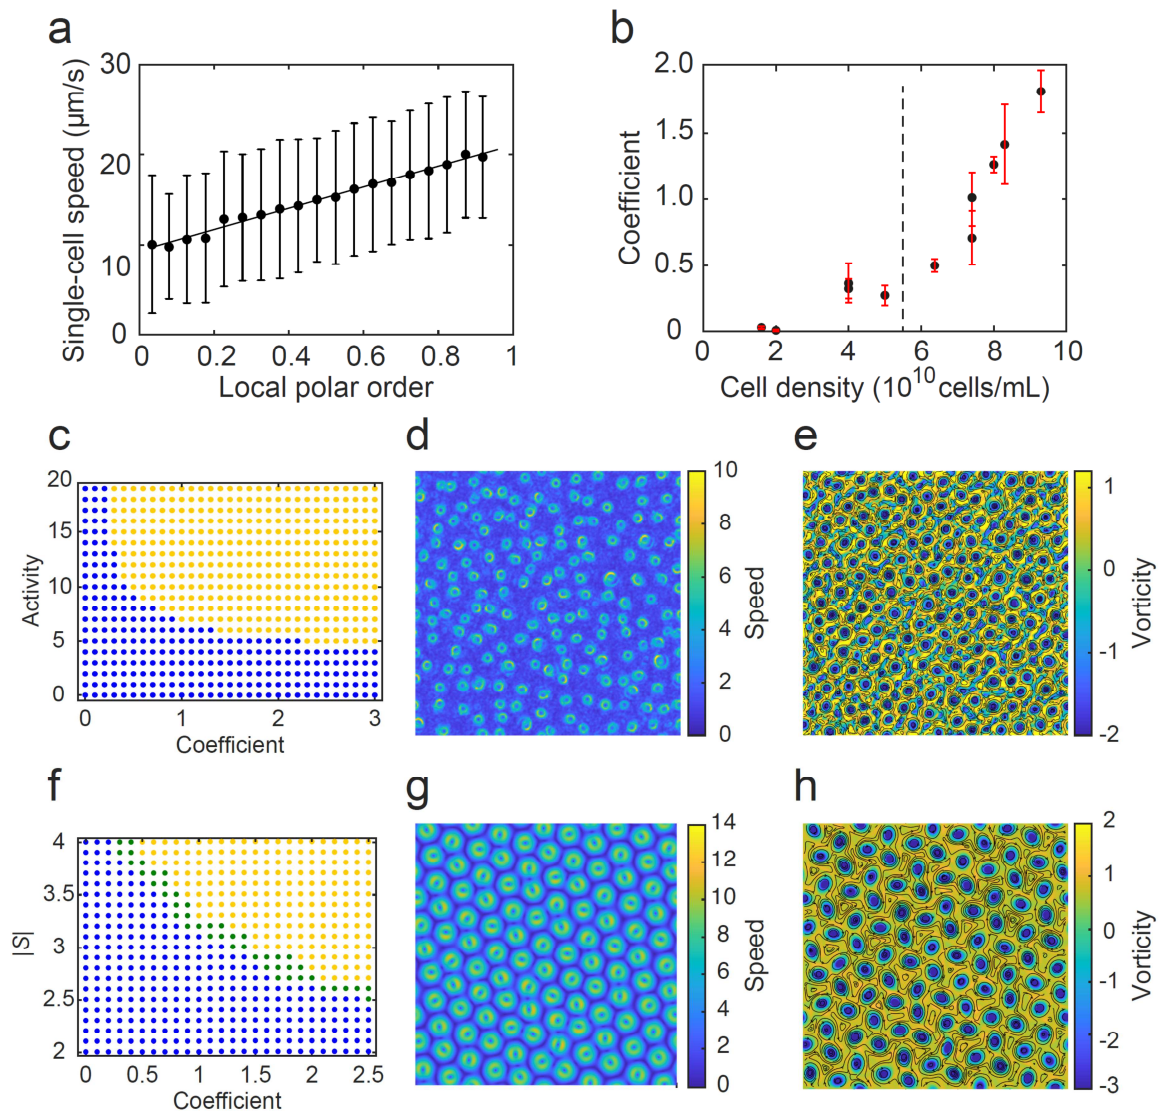 a
Single-cell speed (µm/s)
30
20
10
0
0 0.2 0.4 0.6 0.8 1
Local polar order
b
Coefficient
2.0
1.5
1.0
0.5
0
0 2 4 6 8 10
Cell density (10^10 cells/mL)
c
Activity
20
15
10
5
0
0 1 2 3
Coefficient
d
10
8
6
4
2
0
Speed
e
1
0
-1
-2
Vorticity
f
|S|
4
3.5
3
2.5
2
0 0.5 1 1.5 2 2.5
Coefficient
g
14
12
10
8
6
4
2
0
Speed
h
2
1
0
-1
-2
-3
Vorticity